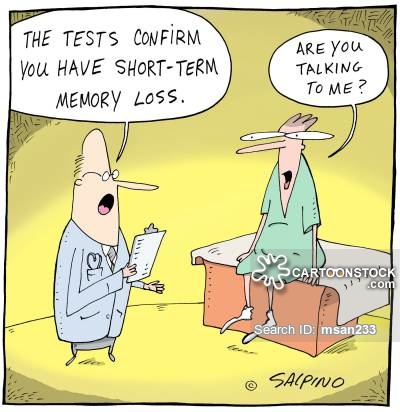 THE TESTS CONFIRM
YOU HAVE SHORT-TERM
MEMORY LOSS.
ARE YOU
TALKING
TO ME?
CARTOONSTOCK
.com
Search ID: msan233
© SALPINO